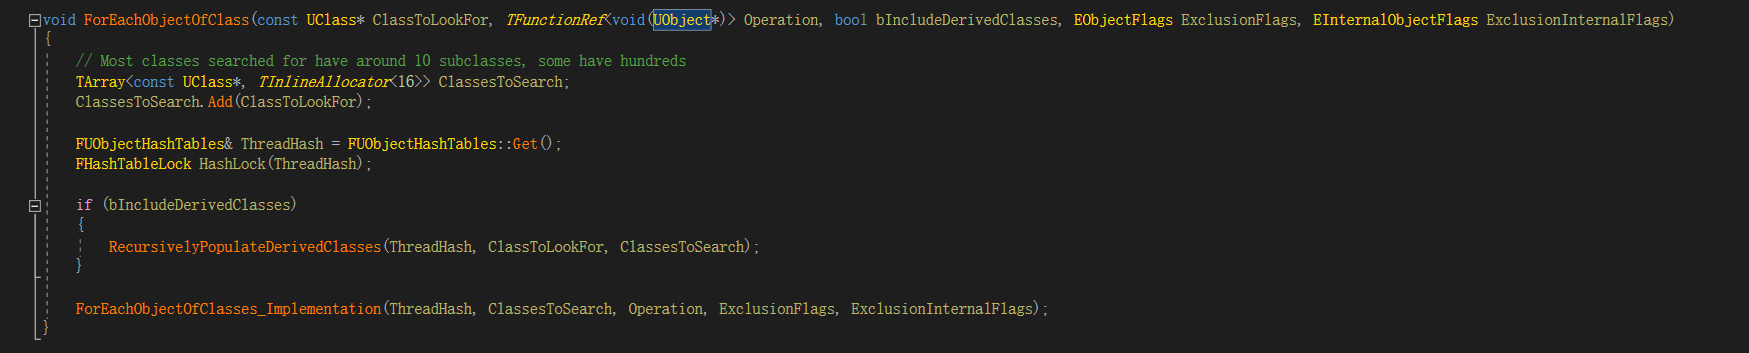 void ForEachObjectOfClass(const UClass* ClassToLookFor, TFunctionRef<void(UObject*)> Operation, bool bIncludeDerivedClasses, EObjectFlags ExclusionFlags, EInternalObjectFlags ExclusionInternalFlags)
{
// Most classes searched for have around 10 subclasses, some have hundreds
TArray<const UClass*, TInlineAllocator<16>> ClassesToSearch;
ClassesToSearch.Add(ClassToLookFor);
FUObjectHashTables& ThreadHash = FUObjectHashTables::Get();
FHashTableLock HashLock(ThreadHash);
if (bIncludeDerivedClasses)
{
RecursivelyPopulateDerivedClasses(ThreadHash, ClassToLookFor, ClassesToSearch);
}
ForEachObjectOfClasses_Implementation(ThreadHash, ClassesToSearch, Operation, ExclusionFlags, ExclusionInternalFlags);
}